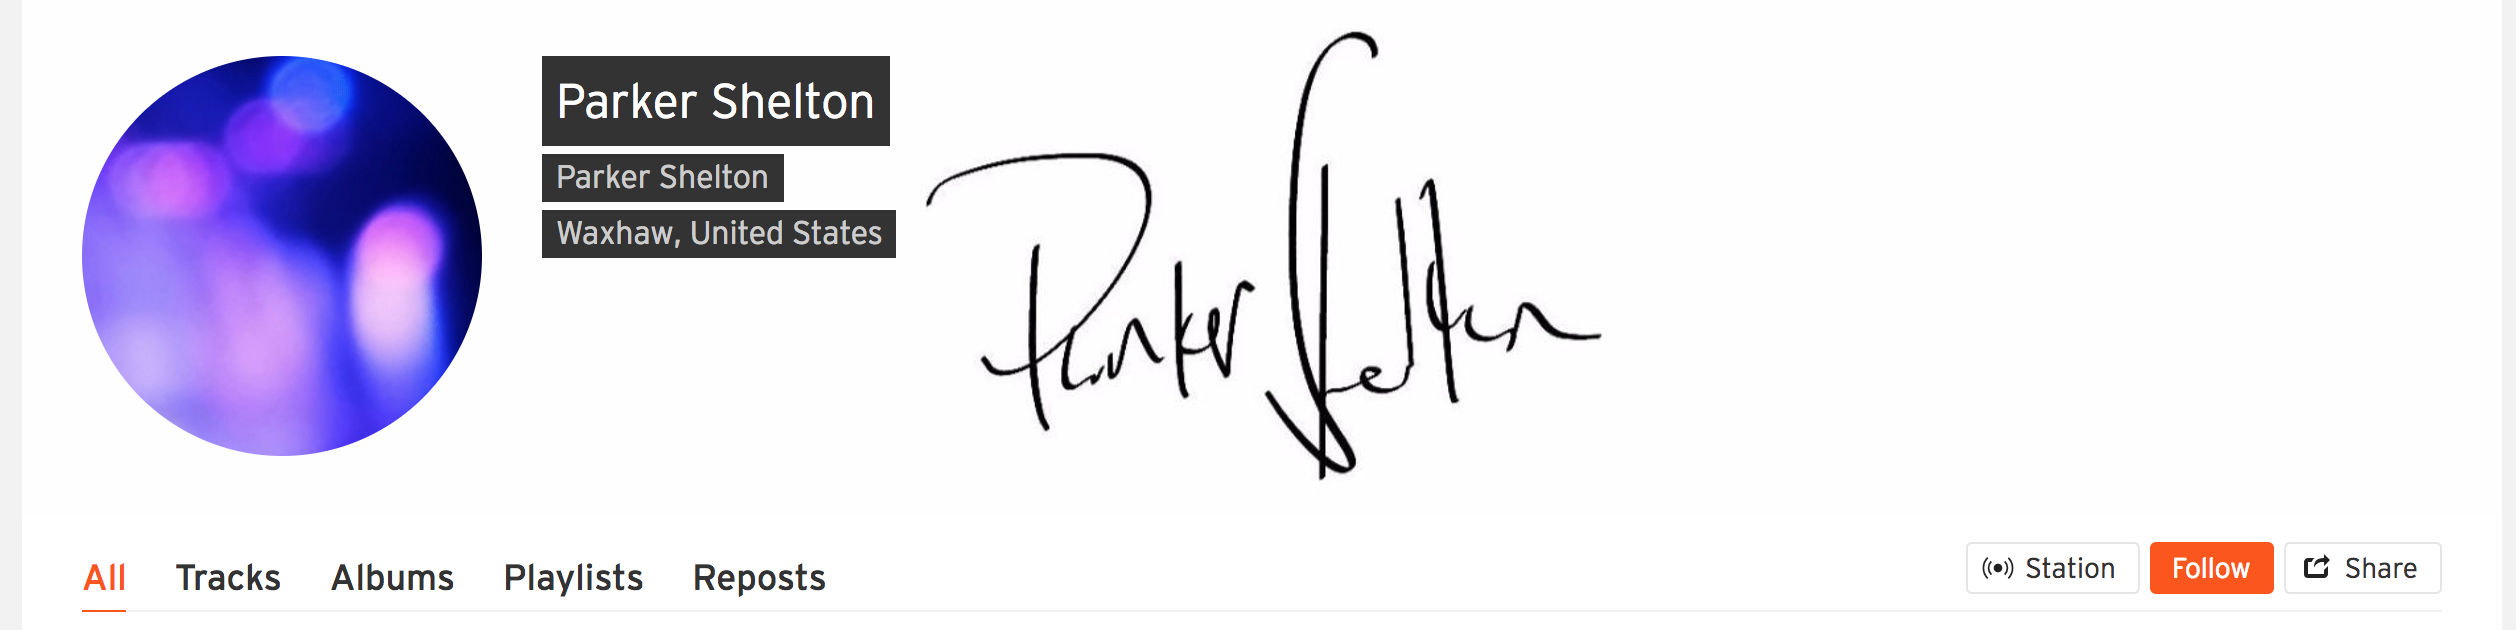 Parker Shelton
Parker Shelton
Waxhaw, United States
Parker Shelton
All Tracks Albums Playlists Reposts
Station Follow Share